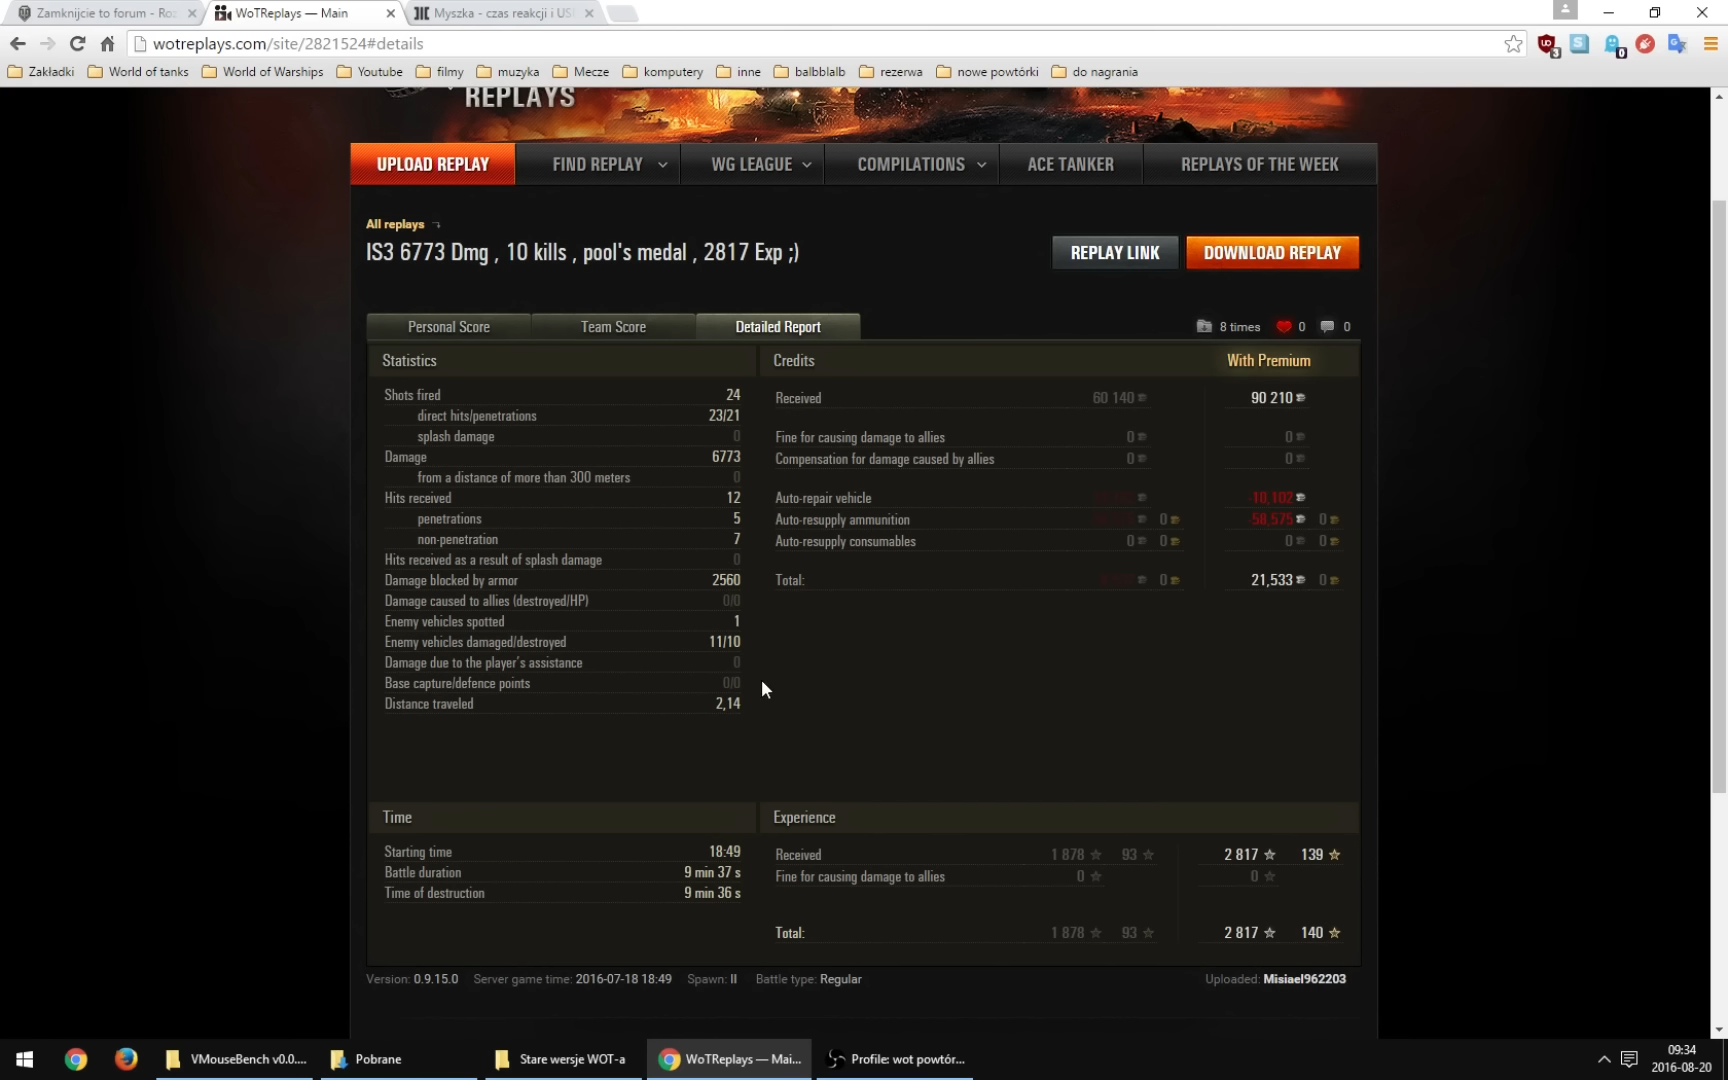 Zamknijcie to forum - Roz
WoTReplays — Main
Myszka - czas reakcji i US
wotreplays.com/site/2821524#details
Zakładki World of tanks World of Warships Youtube filmy muzyka Mecze komputery inne balbblalb rezerwa nowe powtórki do nagrania
REPLAYS
UPLOAD REPLAY FIND REPLAY WG LEAGUE COMPILATIONS ACE TANKER REPLAYS OF THE WEEK
All replays
IS3 6773 Dmg , 10 kills , pool's medal , 2817 Exp ;)
REPLAY LINK DOWNLOAD REPLAY
Personal Score Team Score Detailed Report 8 times 0 0
Statistics
Shots fired 24
direct hits/penetrations 23/21
splash damage 0
Damage 6773
from a distance of more than 300 meters 0
Hits received 12
penetrations 5
non-penetration 7
Hits received as a result of splash damage 0
Damage blocked by armor 2560
Damage caused to allies (destroyed/HP) 0/0
Enemy vehicles spotted 1
Enemy vehicles damaged/destroyed 11/10
Damage due to the player's assistance 0
Base capture/defence points 0/0
Distance traveled 2,14
Credits With Premium
Received 60 140 90 210
Fine for causing damage to allies 0 0
Compensation for damage caused by allies 0 0
Auto-repair vehicle -10,102
Auto-resupply ammunition 0 -58,575 0
Auto-resupply consumables 0 0 0 0
Total: 0 21,533 0
Time
Starting time 18:49
Battle duration 9 min 37 s
Time of destruction 9 min 36 s
Experience
Received 1 878 93 2 817 139
Fine for causing damage to allies 0 0
Total: 1 878 93 2 817 140
Version: 0.9.15.0 Server game time: 2016-07-18 18:49 Spawn: II Battle type: Regular Uploaded: Misiael962203
VMouseBench v0.0.... Pobrane Stare wersje WOT-a WoTReplays — Mai... Profile: wot powtór...
09:34
2016-08-20